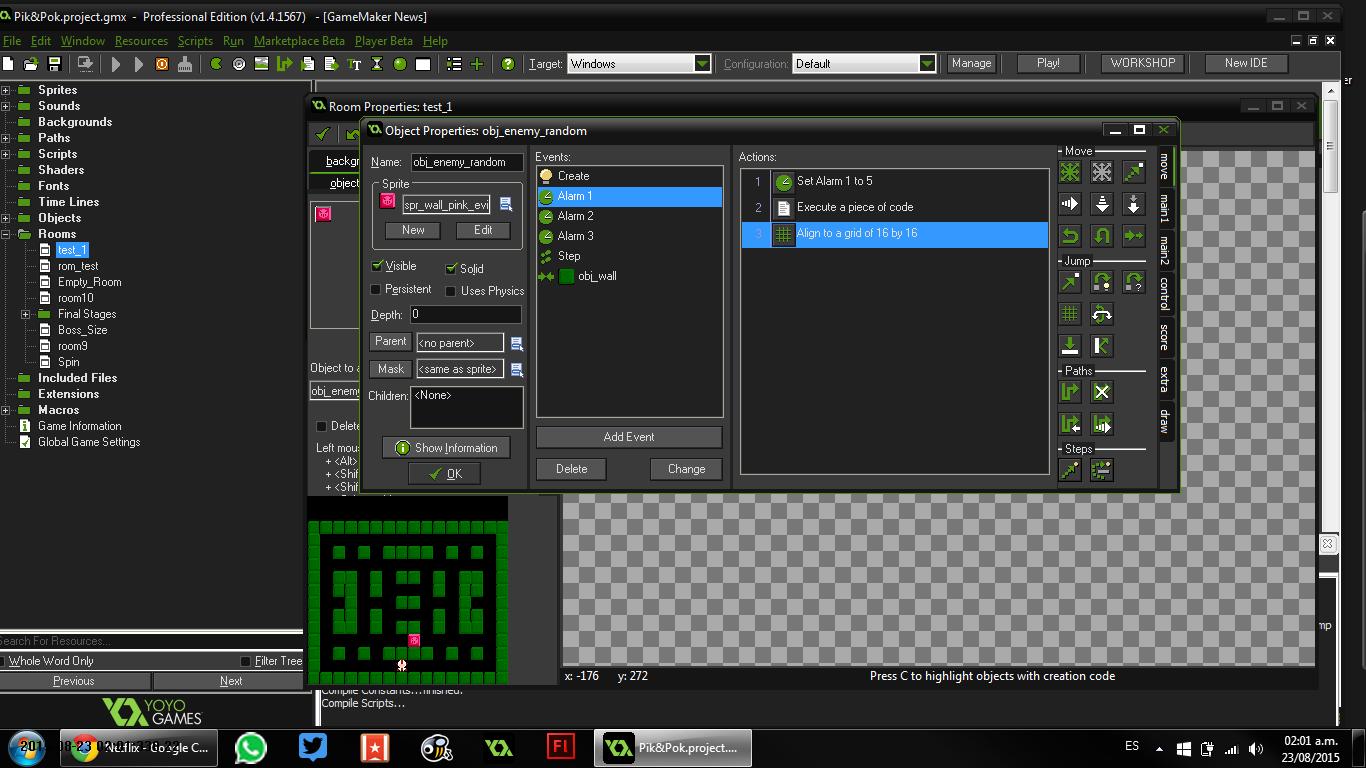 Pik&Pok.project.gmx - Professional Edition (v1.4.1567) - [GameMaker News]
File Edit Window Resources Scripts Run Marketplace Beta Player Beta Help
Target: Windows Configuration: Default Manage Play! WORKSHOP New IDE
Sprites
Sounds
Backgrounds
Paths
Scripts
Shaders
Fonts
Time Lines
Objects
Rooms
test_1
rom_test
Empty_Room
room10
Final Stages
Boss_Size
room9
Spin
Included Files
Extensions
Macros
Game Information
Global Game Settings
Search For Resources...
Whole Word Only Filter Tree
Previous Next
YOYO
GAMES
Room Properties: test_1
backgr
object
Object to a
obj_enemy
Delete
Left mou
+ <Alt>
+ <Shif
+ <Shif
Object Properties: obj_enemy_random
Name: obj_enemy_random
Sprite
spr_wall_pink_evi
New Edit
Visible Solid
Persistent Uses Physics
Depth: 0
Parent <no parent>
Mask <same as sprite>
Children: <None>
Show Information
OK
Events:
Create
Alarm 1
Alarm 2
Alarm 3
Step
obj_wall
Add Event
Delete Change
Actions:
1 Set Alarm 1 to 5
2 Execute a piece of code
3 Align to a grid of 16 by 16
Move
Jump
Paths
Steps
move
main1
main2
control
score
extra
draw
er
mp
x: -176 y: 272 Press C to highlight objects with creation code
Compile Constants...finished.
Compile Scripts...
Netflix - Google C...
Fl
Pik&Pok.project....
ES
02:01 a.m.
23/08/2015